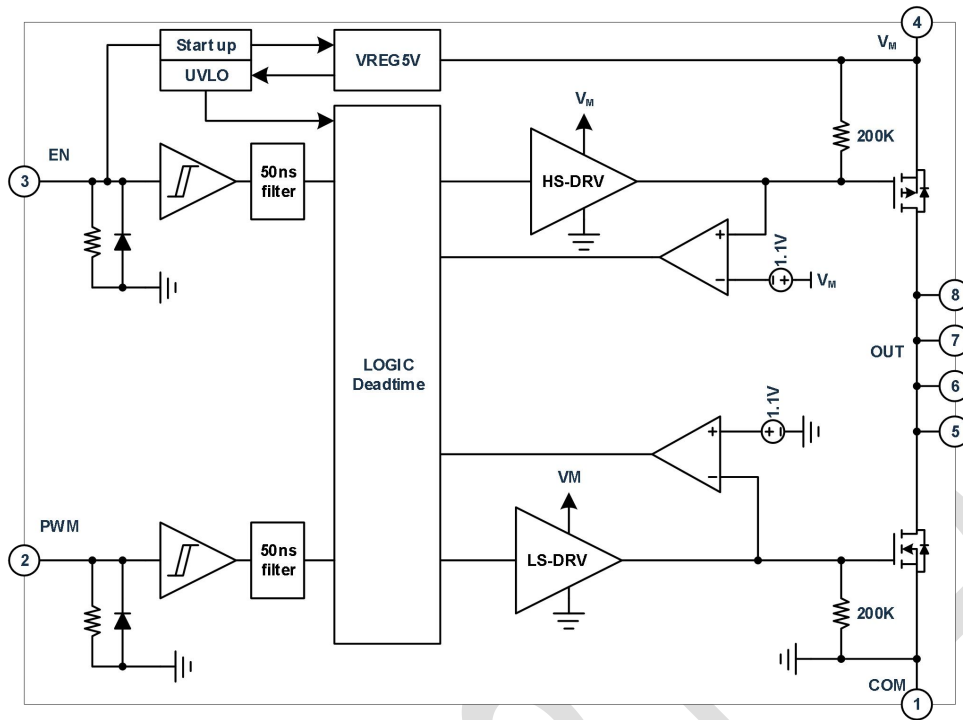 4
V_M
Start up
UVLO
VREG5V
V_M
200K
EN
3
50ns
filter
HS-DRV
+
−
1.1V
- +
V_M
8
7
LOGIC
Deadtime
OUT
6
1.1V
+
+ -
5
−
VM
PWM
2
50ns
filter
LS-DRV
200K
COM
1